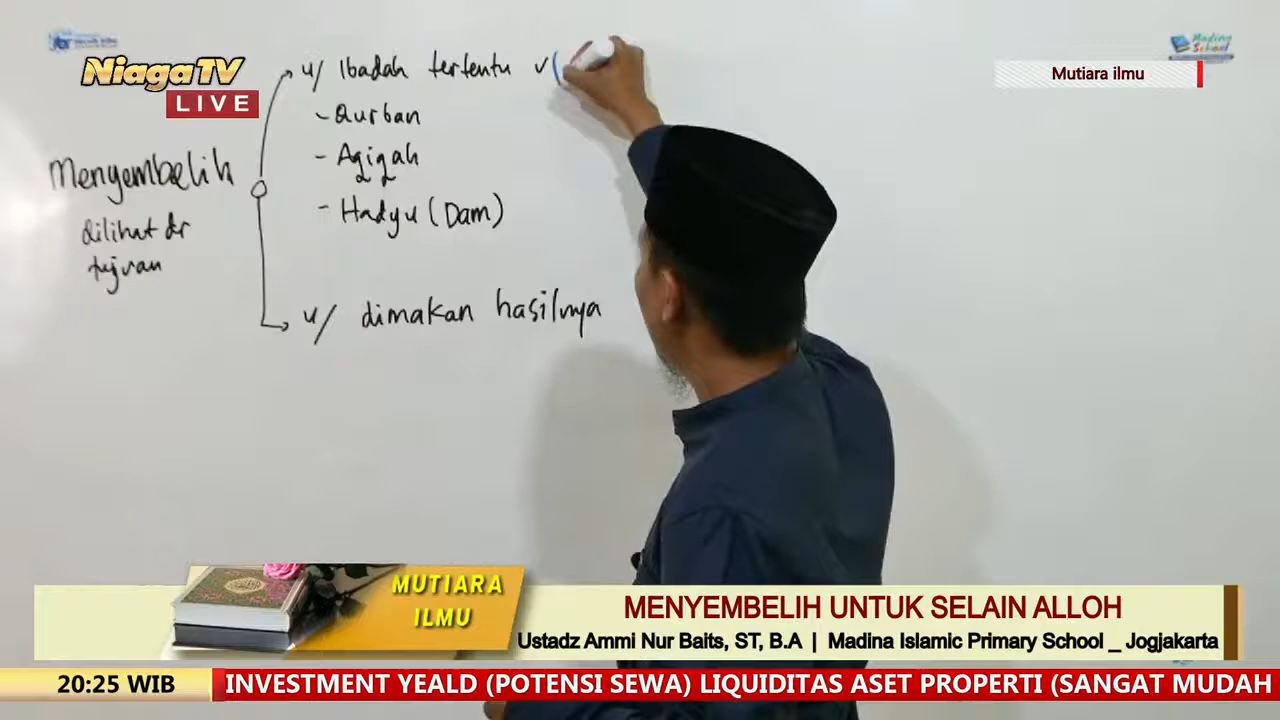 NiagaTV
LIVE
Madina
School
Mutiara ilmu
u/ Ibadah tertentu v (
- Qurban
- Aqiqah
- Hadyu (Dam)
Menyembelih
dilihat dr
tujuan
u/ dimakan hasilnya
MUTIARA
ILMU
MENYEMBELIH UNTUK SELAIN ALLOH
Ustadz Ammi Nur Baits, ST, B.A | Madina Islamic Primary School _ Jogjakarta
20:25 WIB
INVESTMENT YEALD (POTENSI SEWA) LIQUIDITAS ASET PROPERTI (SANGAT MUDAH